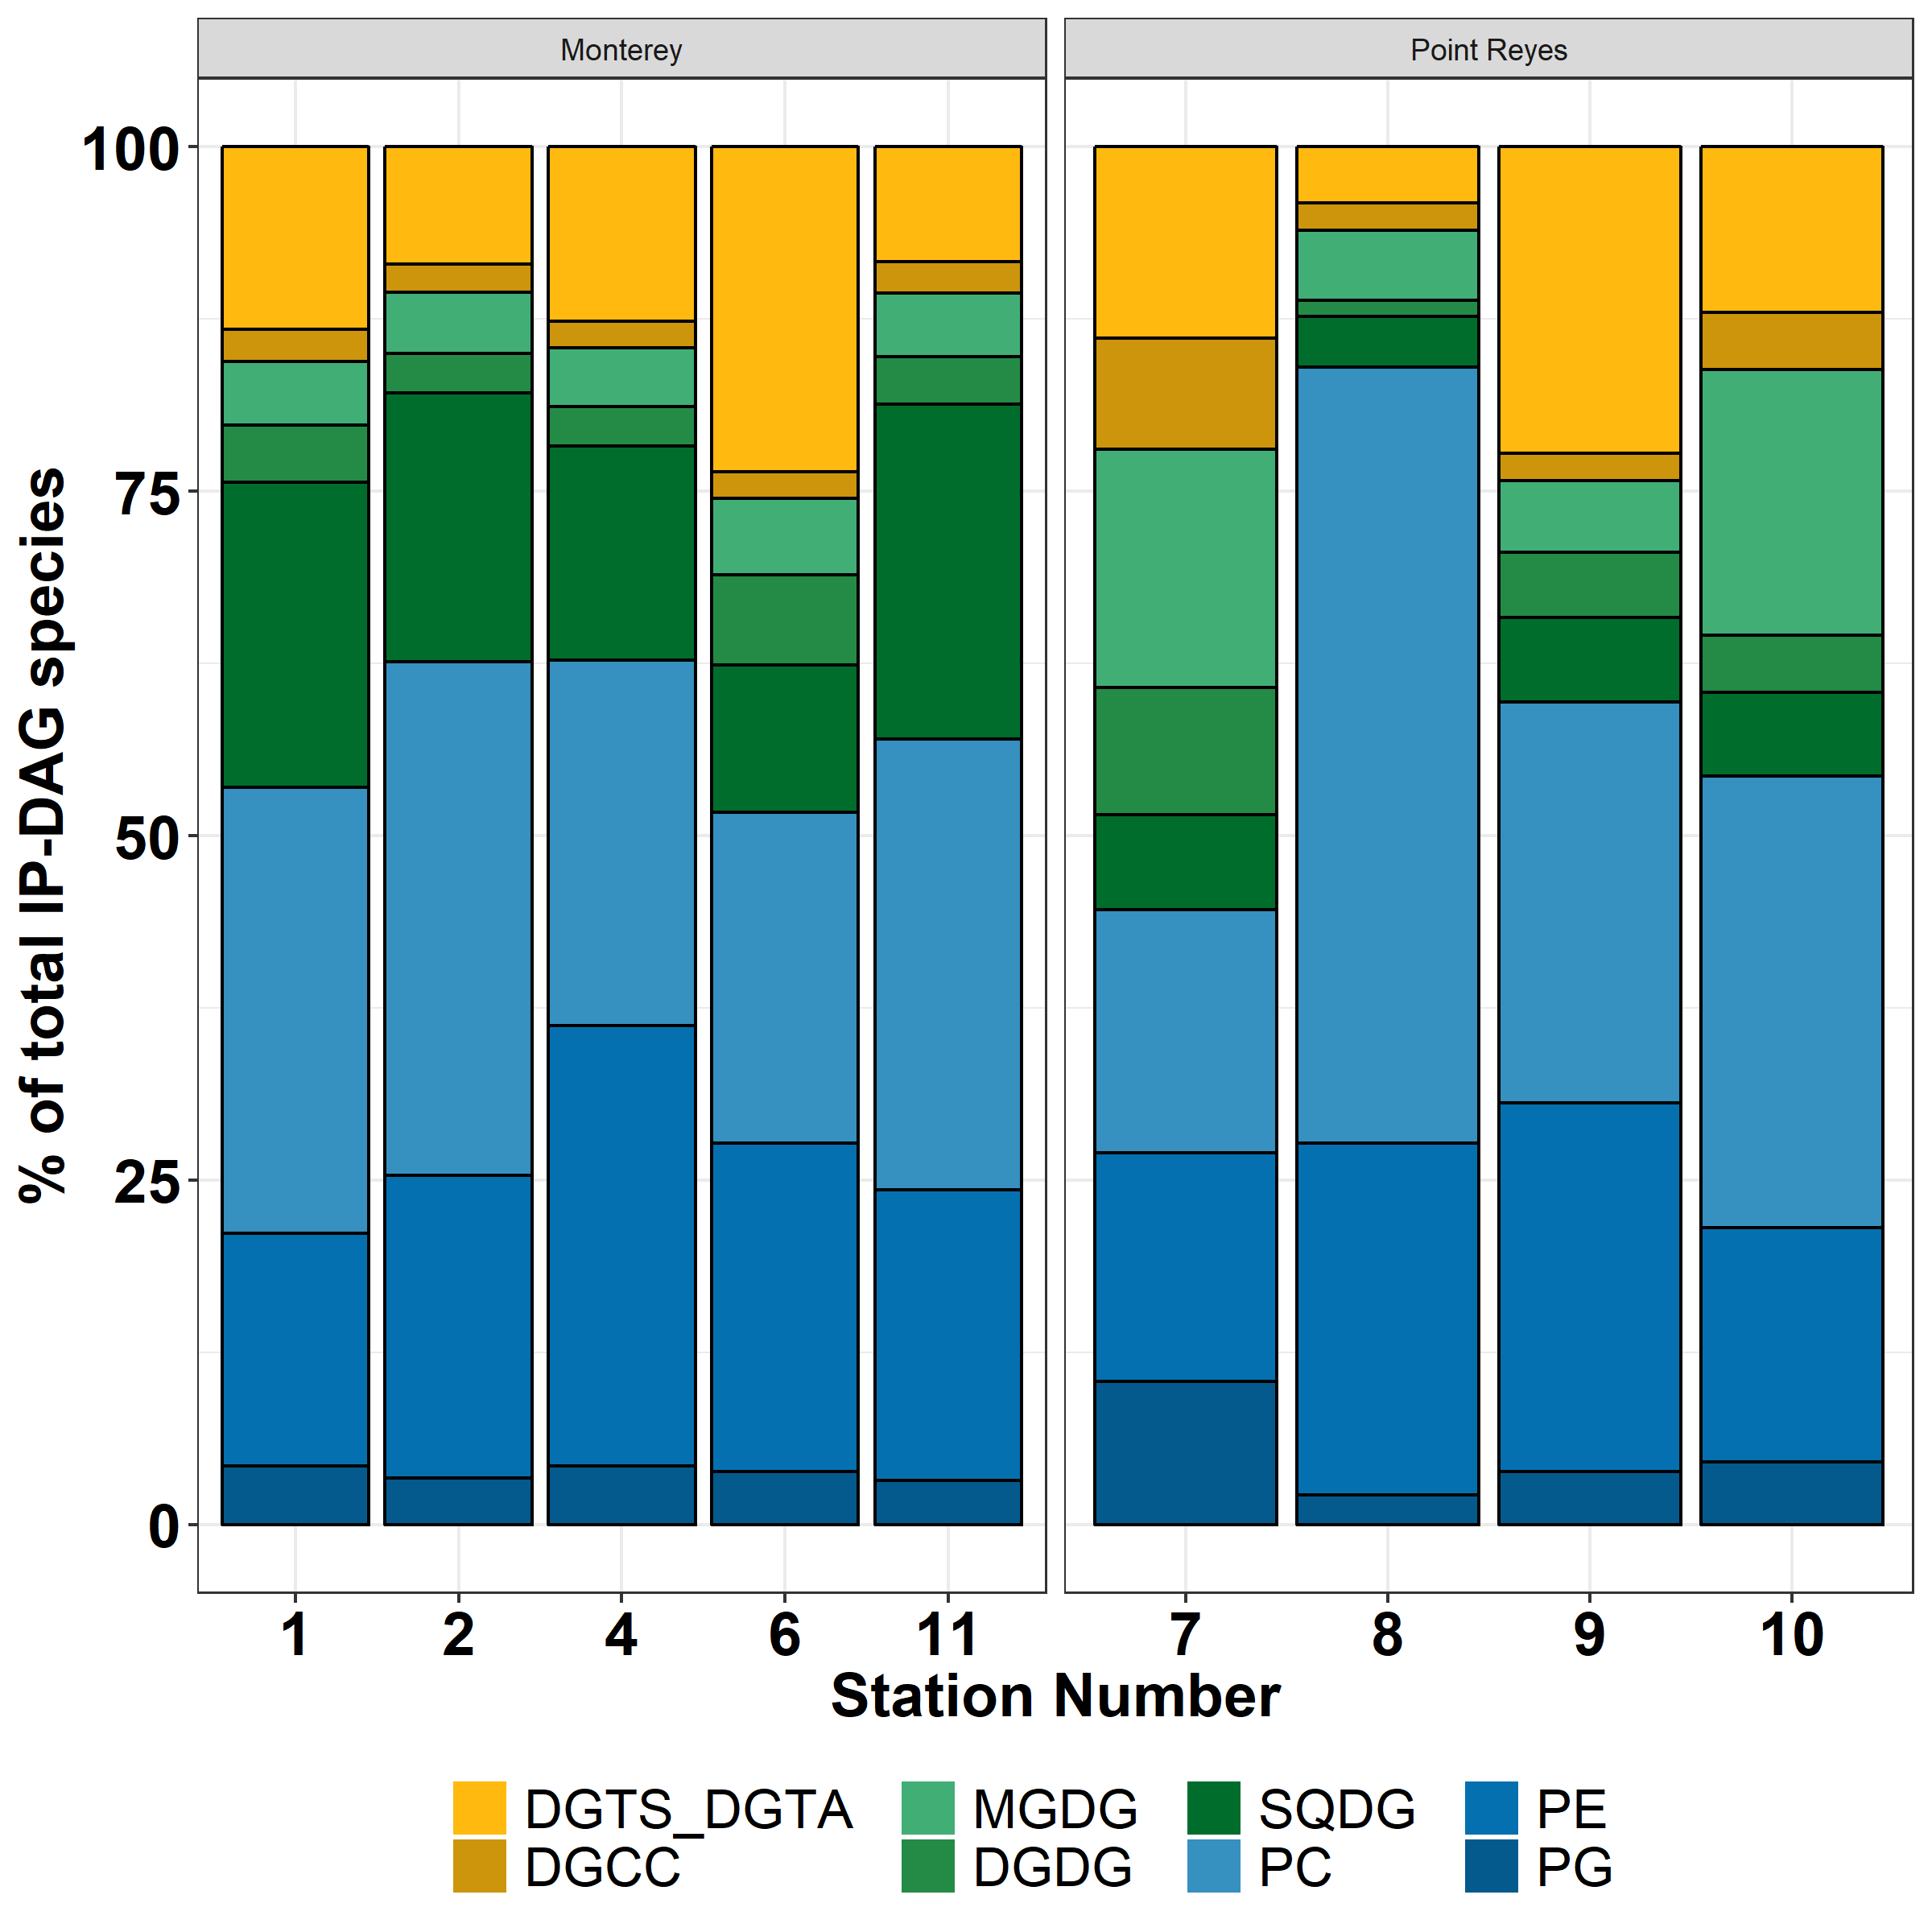 Monterey Point Reyes
% of total IP-DAG species
100
75
50
25
0
1 2 4 6 11 7 8 9 10
Station Number
DGTS_DGTA MGDG SQDG PE
DGCC DGDG PC PG